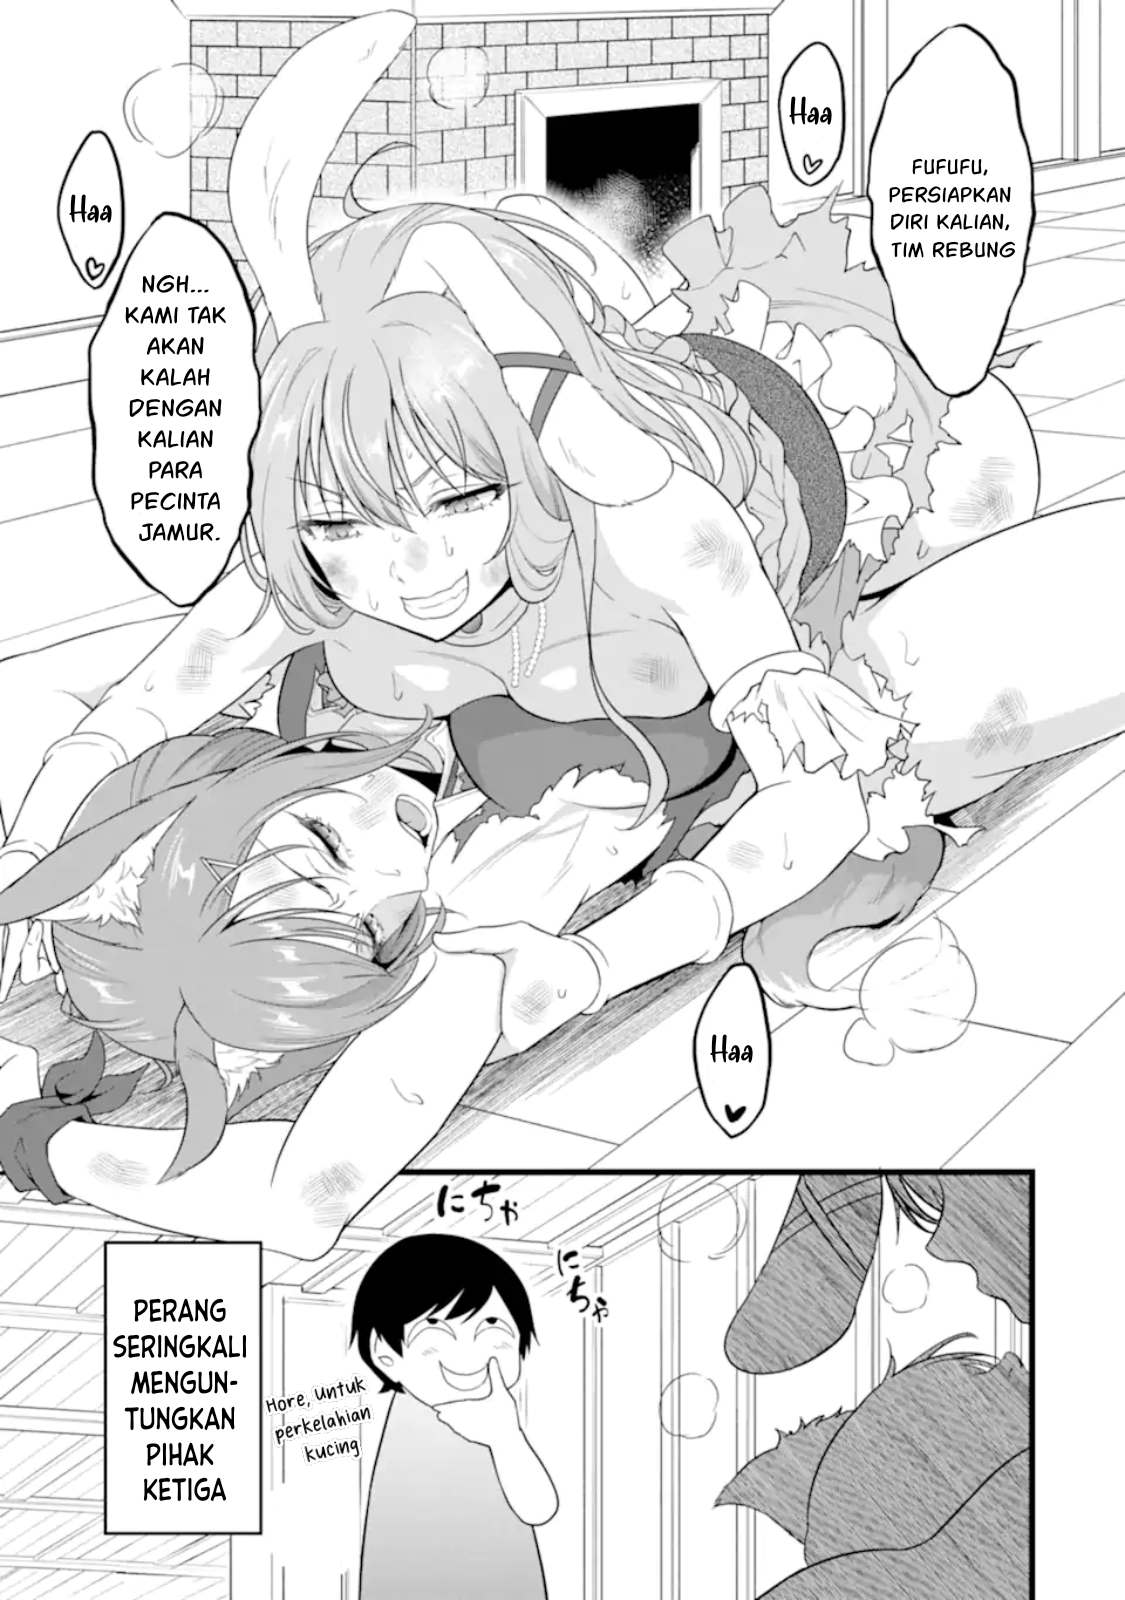 Haa
FUFUFU,
PERSIAPKAN
DIRI KALIAN,
TIM REBUNG
Haa
NGH...
KAMI TAK
AKAN
KALAH
DENGAN
KALIAN
PARA
PECINTA
JAMUR.
Haa
にちゃ
にちゃ
Hore, Untuk
perkelahian
kucing
PERANG
SERINGKALI
MENGUN-
TUNGKAN
PIHAK
KETIGA